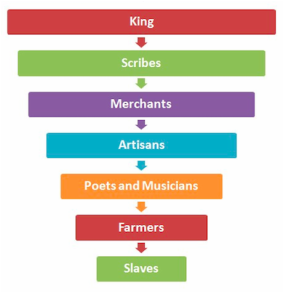 King
Scribes
Merchants
Artisans
Poets and Musicians
Farmers
Slaves